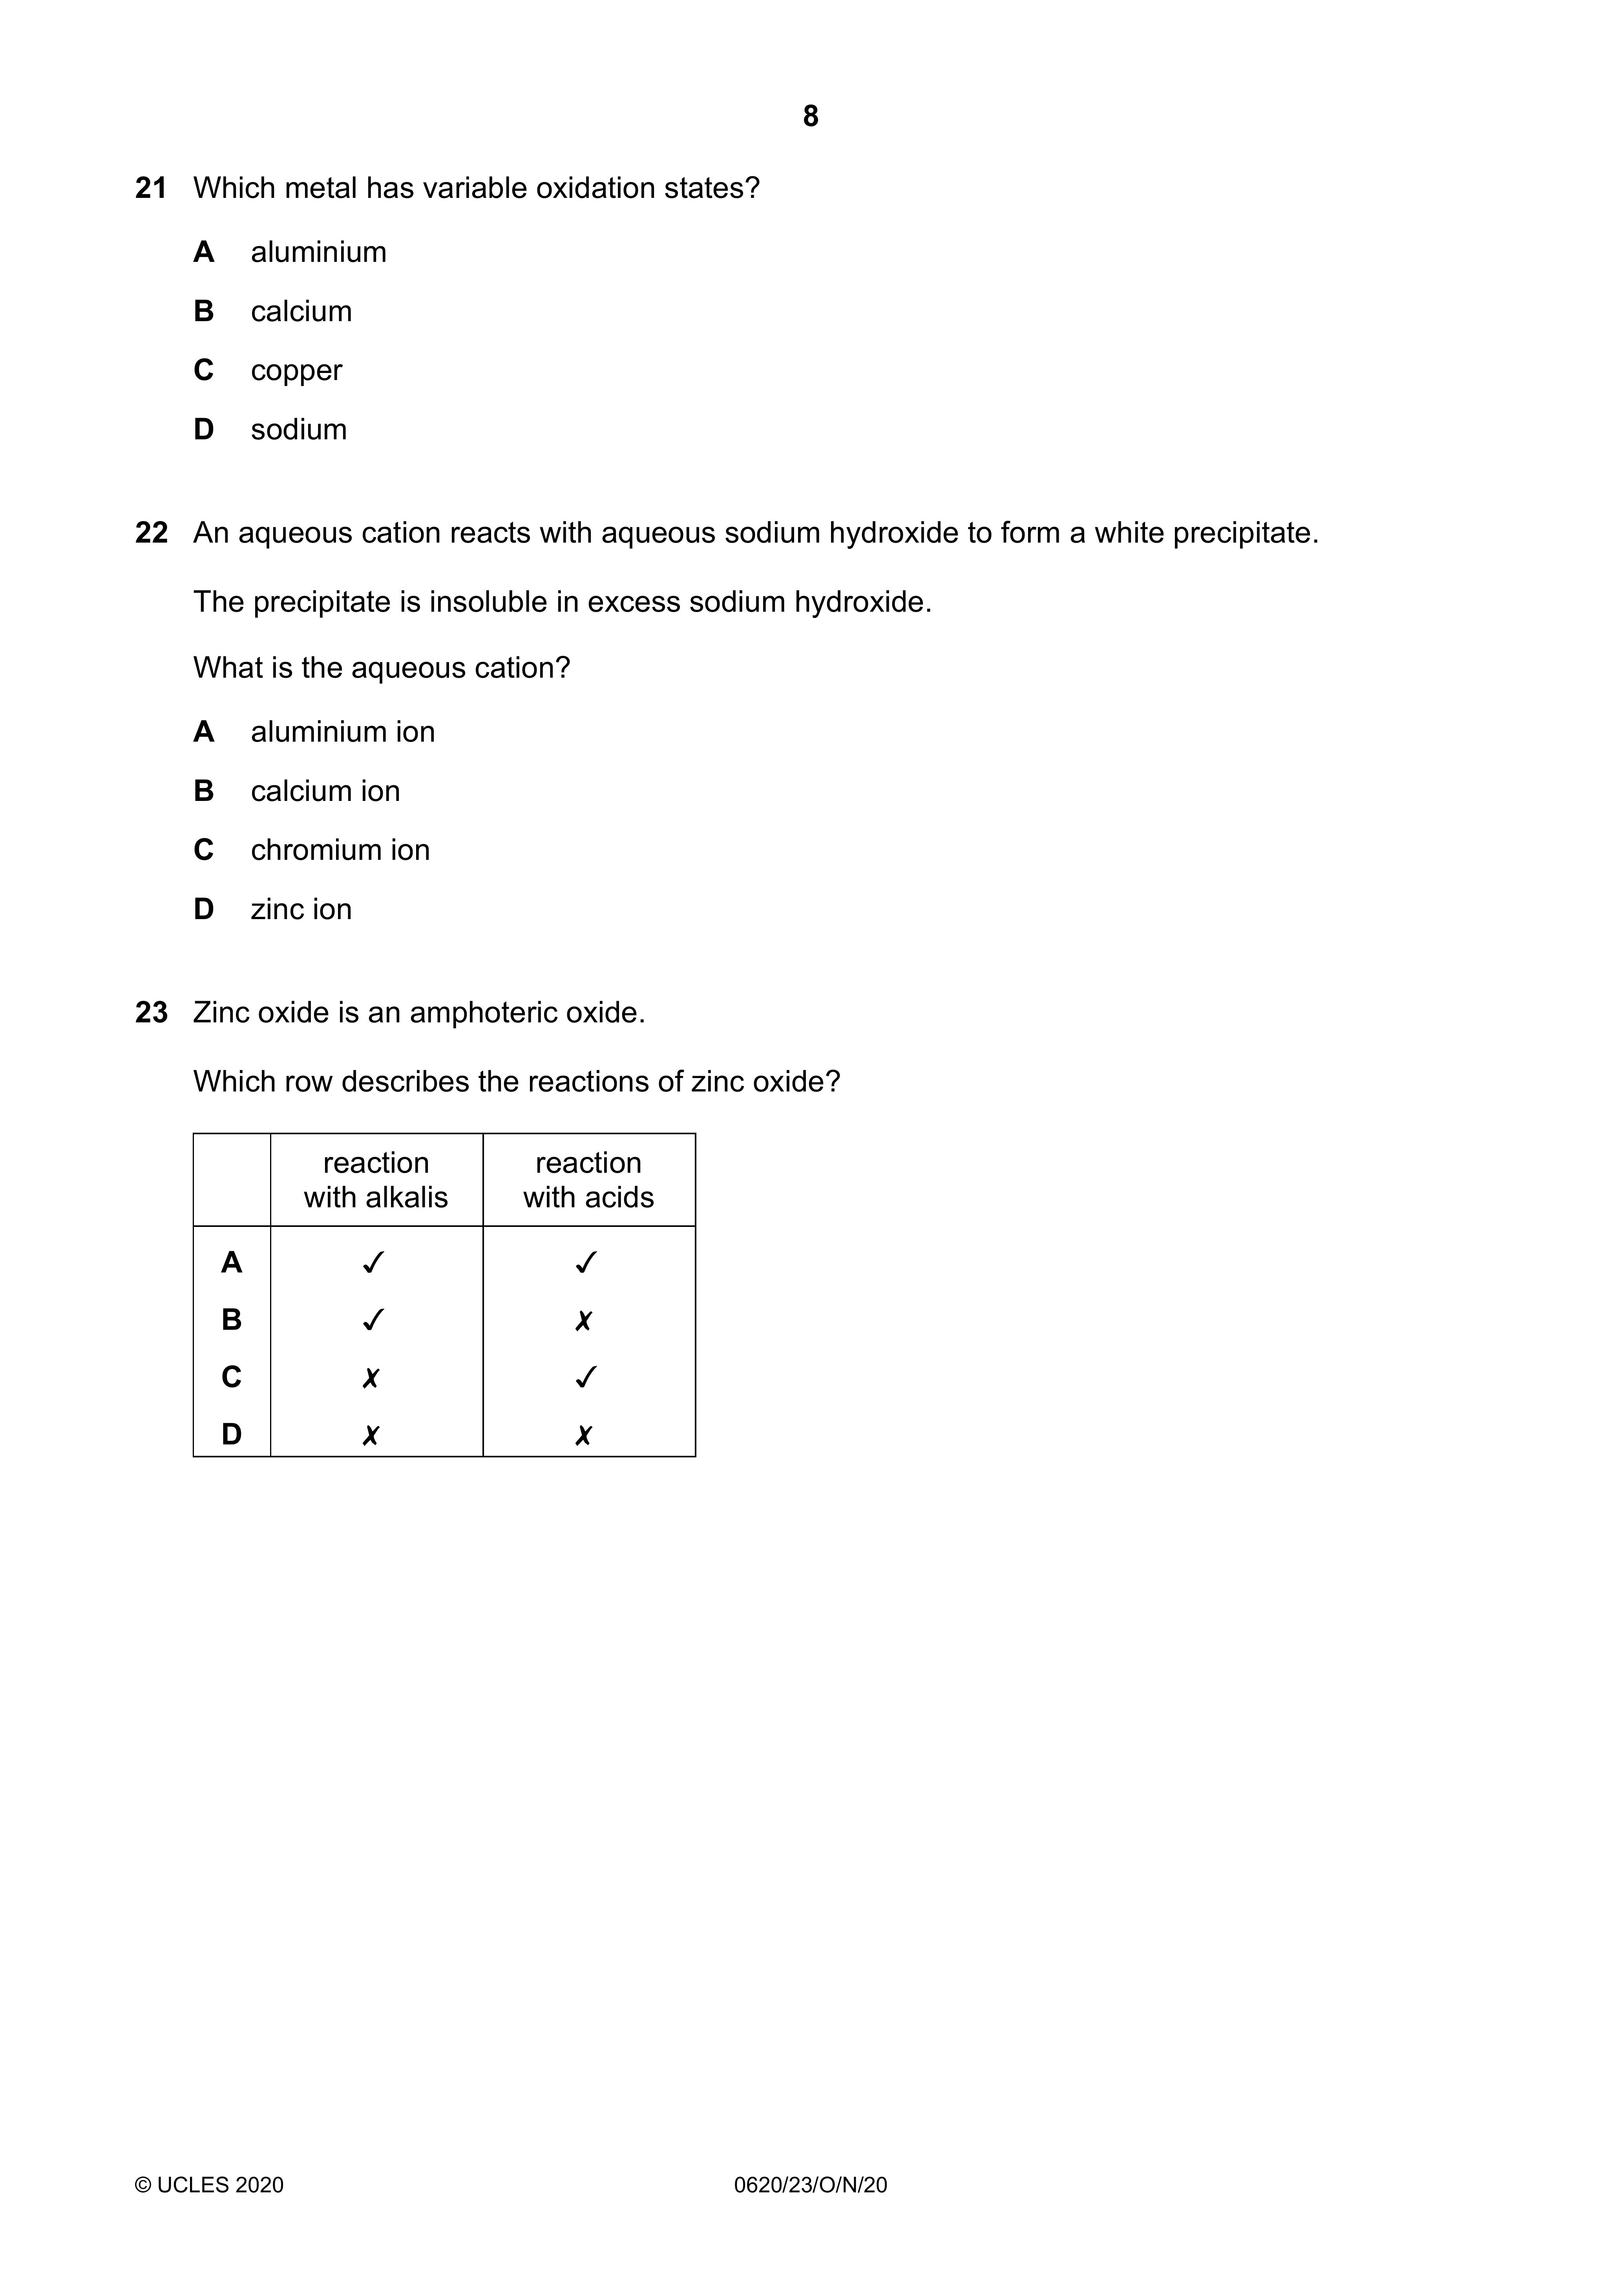 8
21 Which metal has variable oxidation states?
A aluminium
B calcium
C copper
D sodium
22 An aqueous cation reacts with aqueous sodium hydroxide to form a white precipitate.
The precipitate is insoluble in excess sodium hydroxide.
What is the aqueous cation?
A aluminium ion
B calcium ion
C chromium ion
D zinc ion
23 Zinc oxide is an amphoteric oxide.
Which row describes the reactions of zinc oxide?
reaction with alkalis reaction with acids
A ✓ ✓
B ✓ ✗
C ✗ ✓
D ✗ ✗
© UCLES 2020 0620/23/O/N/20